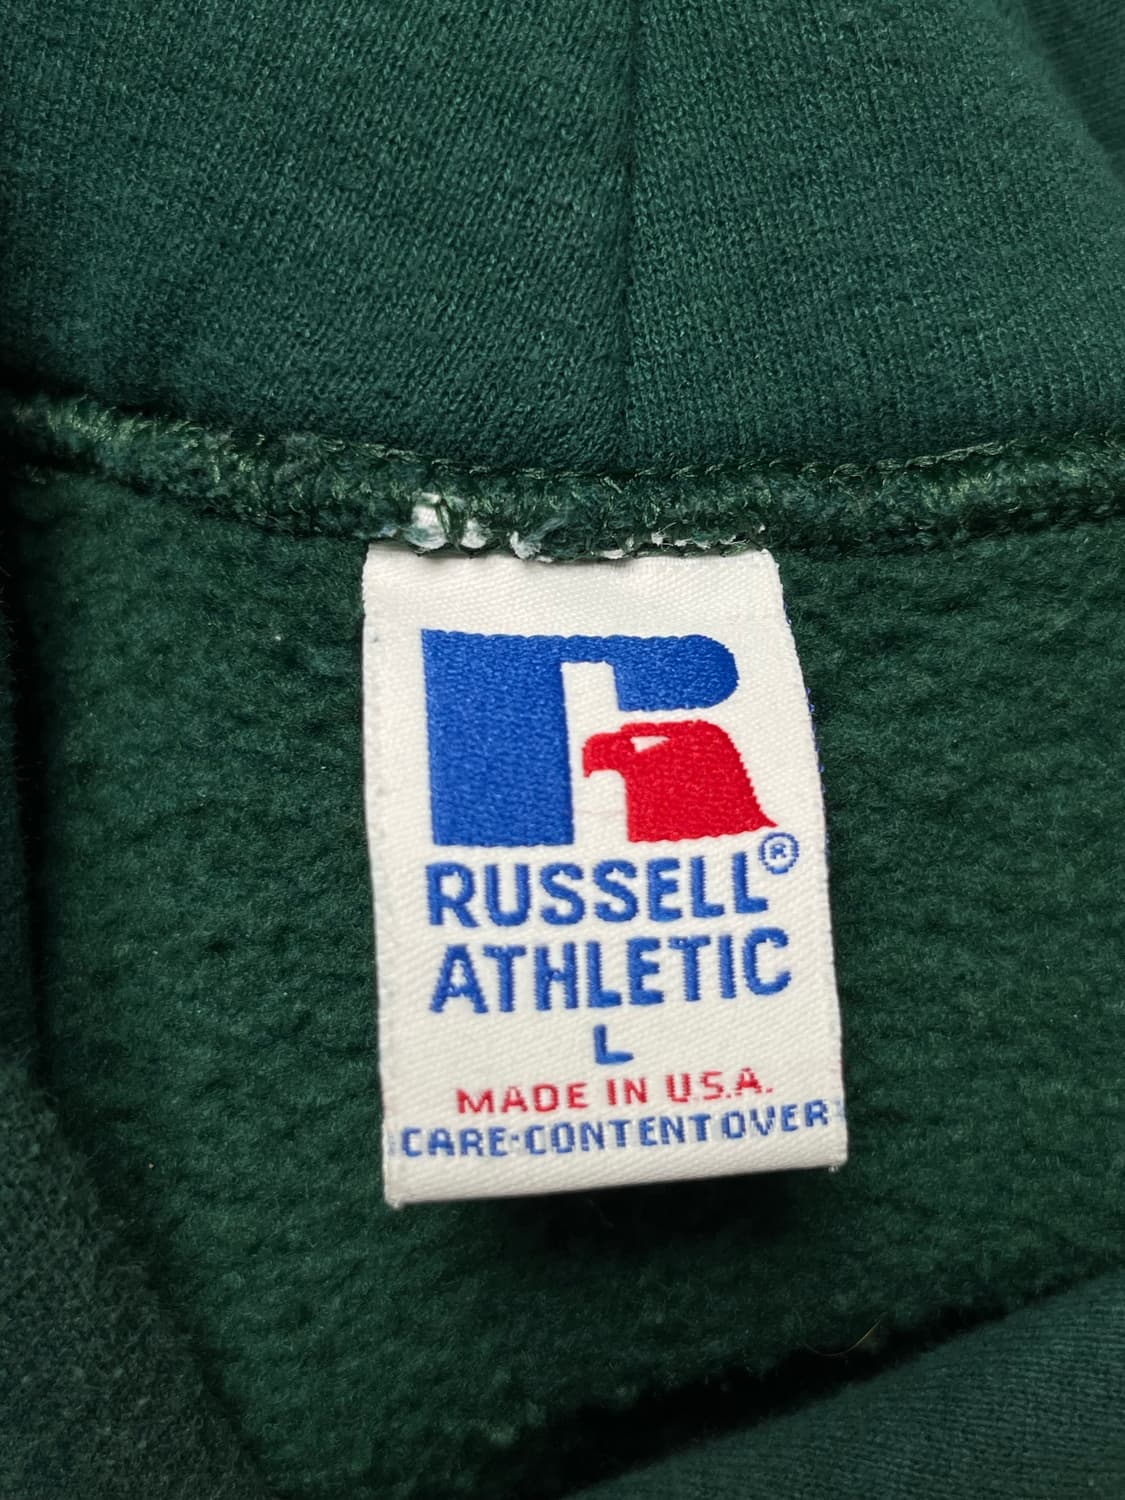 RUSSELL®
ATHLETIC
L
MADE IN U.S.A.
CARE·CONTENT OVER